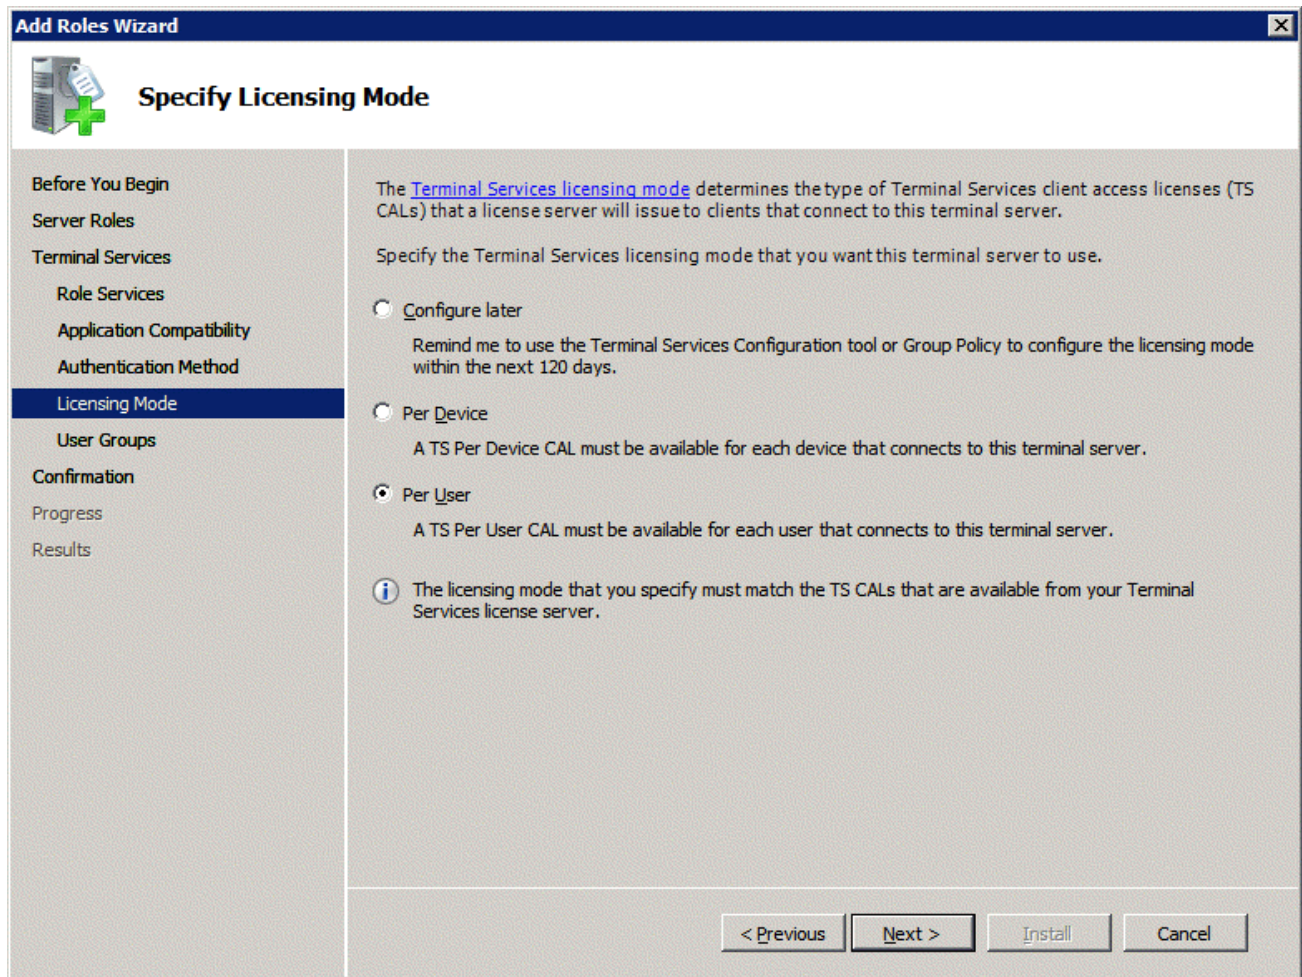 Add Roles Wizard
Specify Licensing Mode
Before You Begin
Server Roles
Terminal Services
Role Services
Application Compatibility
Authentication Method
Licensing Mode
User Groups
Confirmation
Progress
Results
The Terminal Services licensing mode determines the type of Terminal Services client access licenses (TS
CALs) that a license server will issue to clients that connect to this terminal server.
Specify the Terminal Services licensing mode that you want this terminal server to use.
Configure later
Remind me to use the Terminal Services Configuration tool or Group Policy to configure the licensing mode
within the next 120 days.
Per Device
A TS Per Device CAL must be available for each device that connects to this terminal server.
Per User
A TS Per User CAL must be available for each user that connects to this terminal server.
The licensing mode that you specify must match the TS CALs that are available from your Terminal
Services license server.
< Previous
Next >
Install
Cancel